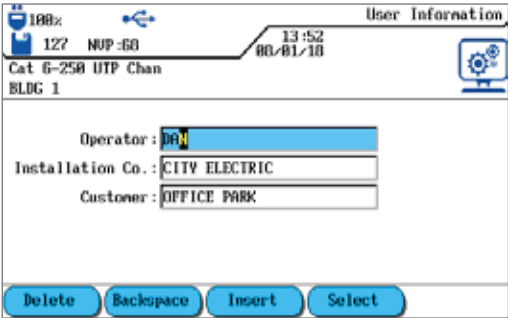 100% User Information
127 NVP:68 13:52
08/01/18
Cat 6-250 UTP Chan
BLDG 1
Operator: DAN
Installation Co.: CITY ELECTRIC
Customer: OFFICE PARK
Delete Backspace Insert Select